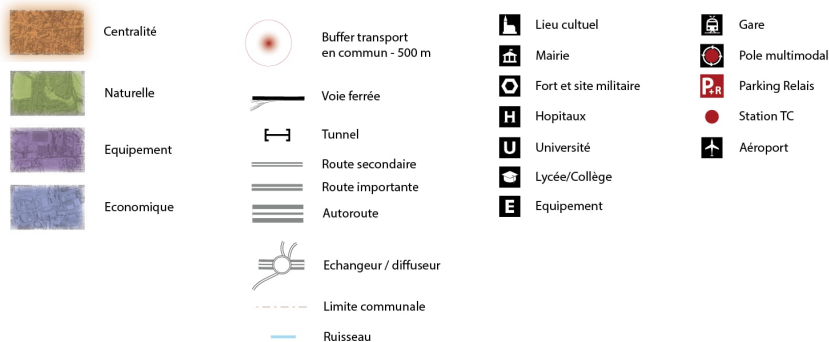 Centralité
Naturelle
Equipement
Economique
Buffer transport
en commun - 500 m
Voie ferrée
Tunnel
Route secondaire
Route importante
Autoroute
Echangeur / diffuseur
Limite communale
Ruisseau
Lieu cultuel
Mairie
Fort et site militaire
H Hopitaux
U Université
Lycée/Collège
E Equipement
Gare
Pole multimodal
P+R Parking Relais
Station TC
Aéroport